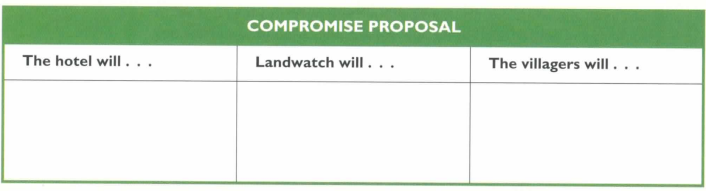 COMPROMISE PROPOSAL
The hotel will . . .
Landwatch will . . .
The villagers will . . .